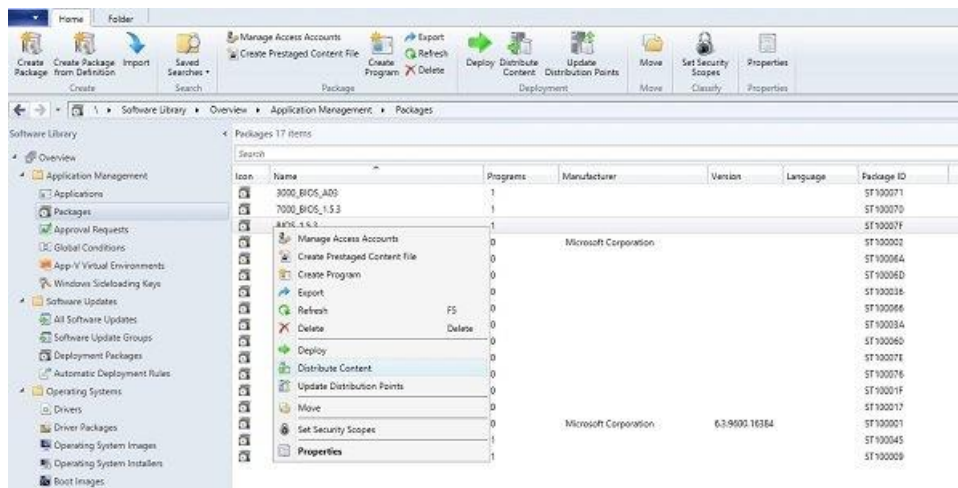 Home Folder
Create Package
Create Package from Definition
Import
Saved Searches
Manage Access Accounts
Create Prestaged Content File
Create Program
Export
Refresh
Delete
Deploy
Distribute Content
Update Distribution Points
Move
Set Security Scopes
Properties
Create Search Package Deployment Move Classify Properties
\ Software Library Overview Application Management Packages
Software Library
Overview
Application Management
Applications
Packages
Approval Requests
Global Conditions
App-V Virtual Environments
Windows Sideloading Keys
Software Updates
All Software Updates
Software Update Groups
Deployment Packages
Automatic Deployment Rules
Operating Systems
Drivers
Driver Packages
Operating System Images
Operating System Installers
Boot Images
Packages 17 items
Search
Icon Name Programs Manufacturer Version Language Package ID
3000_BIOS_A03 1 ST100071
7000_BIOS_1.5.3 1 ST100070
BIOS_1.5.3 1 ST10007F
0 Microsoft Corporation ST100002
0 ST10006A
0 ST10006D
0 ST100036
0 ST100066
0 ST10003A
0 ST10006D
0 ST10007E
0 ST100076
0 ST10001F
0 ST100017
0 Microsoft Corporation 6.3.9600.16384 ST100001
1 ST100045
1 ST100009
Manage Access Accounts
Create Prestaged Content File
Create Program
Export
Refresh F5
Delete Delete
Deploy
Distribute Content
Update Distribution Points
Move
Set Security Scopes
Properties